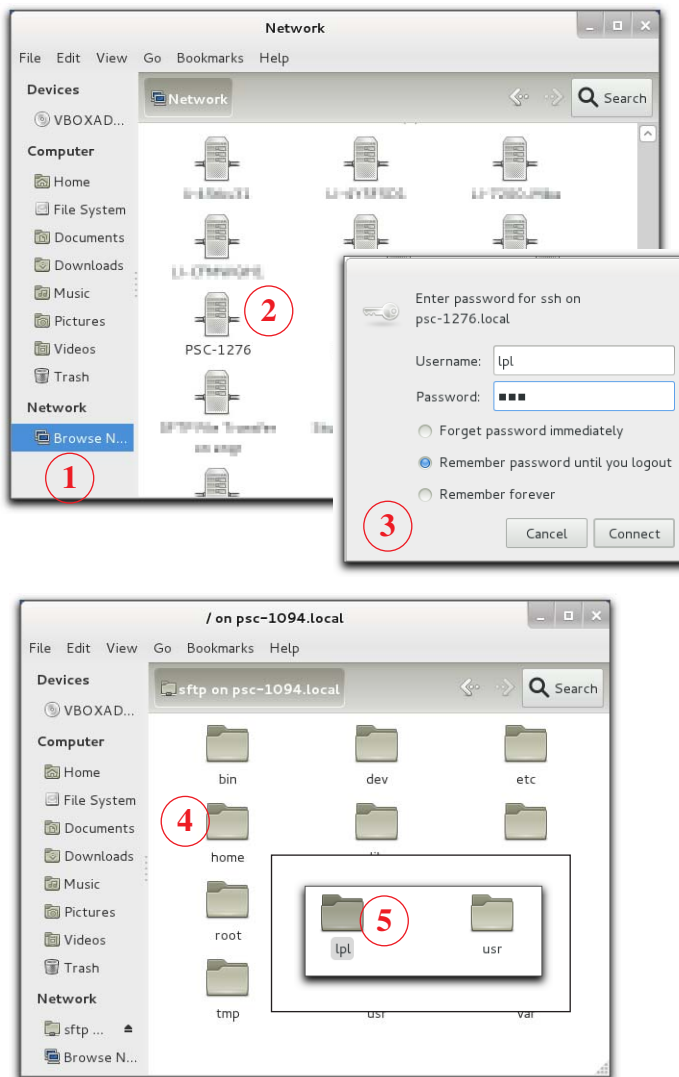 Network
File Edit View Go Bookmarks Help
Devices
VBOXAD...
Computer
Home
File System
Documents
Downloads
Music
Pictures
Videos
Trash
Network
Browse N...
1
Network
Search
2
PSC-1276
Enter password for ssh on
psc-1276.local
Username: lpl
Password:
Forget password immediately
Remember password until you logout
Remember forever
3
Cancel Connect
/ on psc-1094.local
File Edit View Go Bookmarks Help
Devices
VBOXAD...
Computer
Home
File System
Documents
Downloads
Music
Pictures
Videos
Trash
Network
sftp ...
Browse N...
sftp on psc-1094.local
Search
bin dev etc
4
home
root
5
lpl usr
tmp usr var